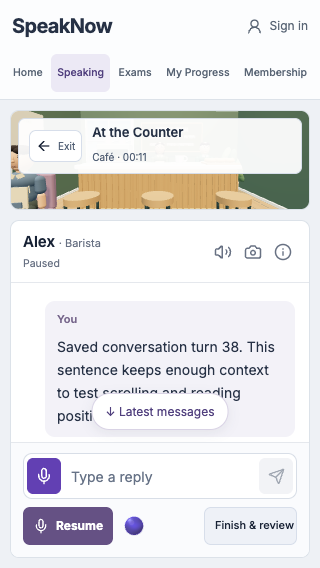 SpeakNow
Sign in
Home Speaking Exams My Progress Membership
Exit
At the Counter
Café · 00:11
Alex · Barista
Paused
You
Saved conversation turn 38. This
sentence keeps enough context
to test scrolling and reading
positi
↓ Latest messages
Type a reply
Resume
Finish & review